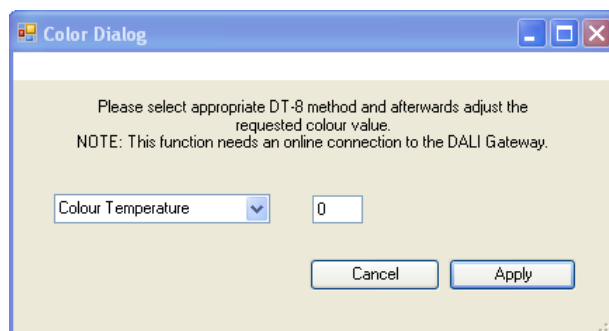 Color Dialog
Please select appropriate DT-8 method and afterwards adjust the
requested colour value.
NOTE: This function needs an online connection to the DALI Gateway.
Colour Temperature 0
Cancel Apply